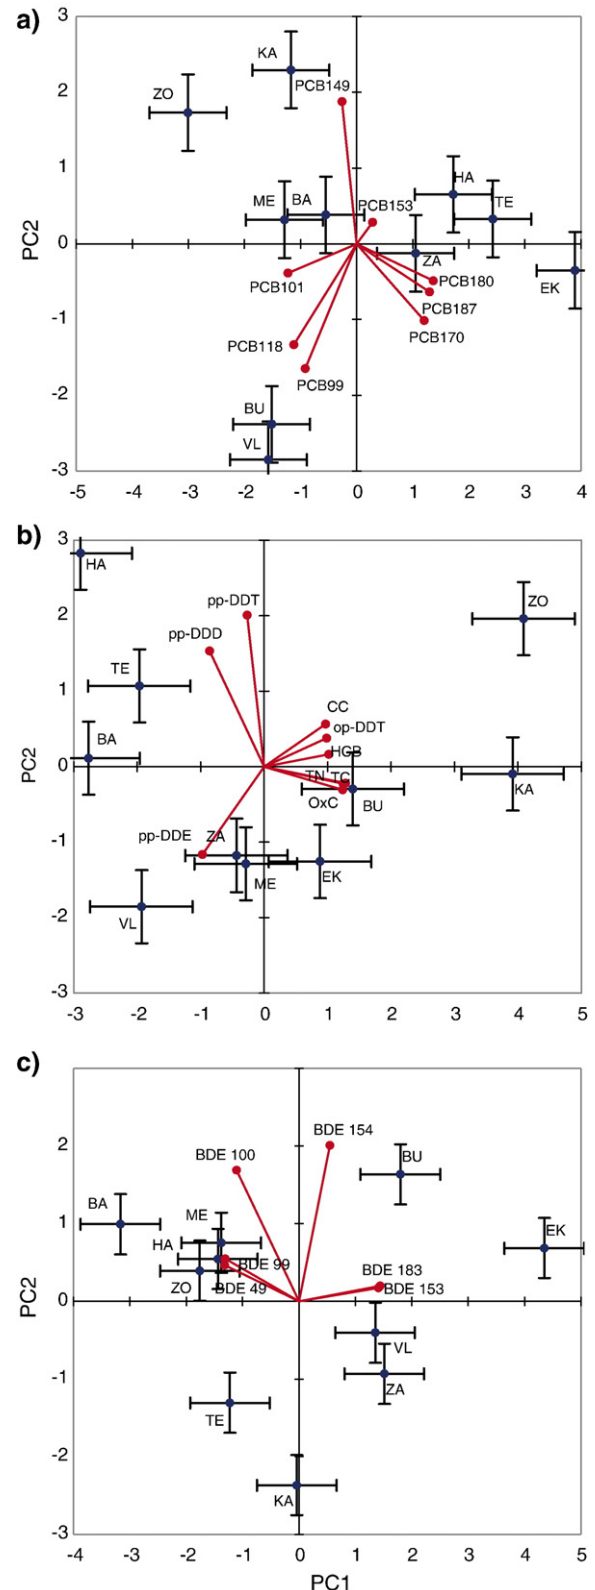 a)
3
KA
PCB149
ZO
2
1
HA
TE
ME
BA
PCB153
PC2
0
ZA
PCB101
PCB180
EK
PCB187
-1
PCB170
PCB118
PCB99
-2
BU
VL
-3
-5 -4 -3 -2 -1 0 1 2 3 4
b)
3
HA
pp-DDT
ZO
2
pp-DDD
TE
1
CC
op-DDT
BA
HCB
PC2
0
TN TC
KA
OxC
BU
-1
pp-DDE
ZA
EK
ME
-2
VL
-3
-3 -2 -1 0 1 2 3 4 5
c)
BDE 154
2
BDE 100
BU
BA
ME
EK
1
HA
BDE 99
BDE 183
ZO
BDE 49
BDE 153
PC2
0
VL
-1
ZA
TE
-2
KA
-3
-4 -3 -2 -1 0 1 2 3 4 5
PC1